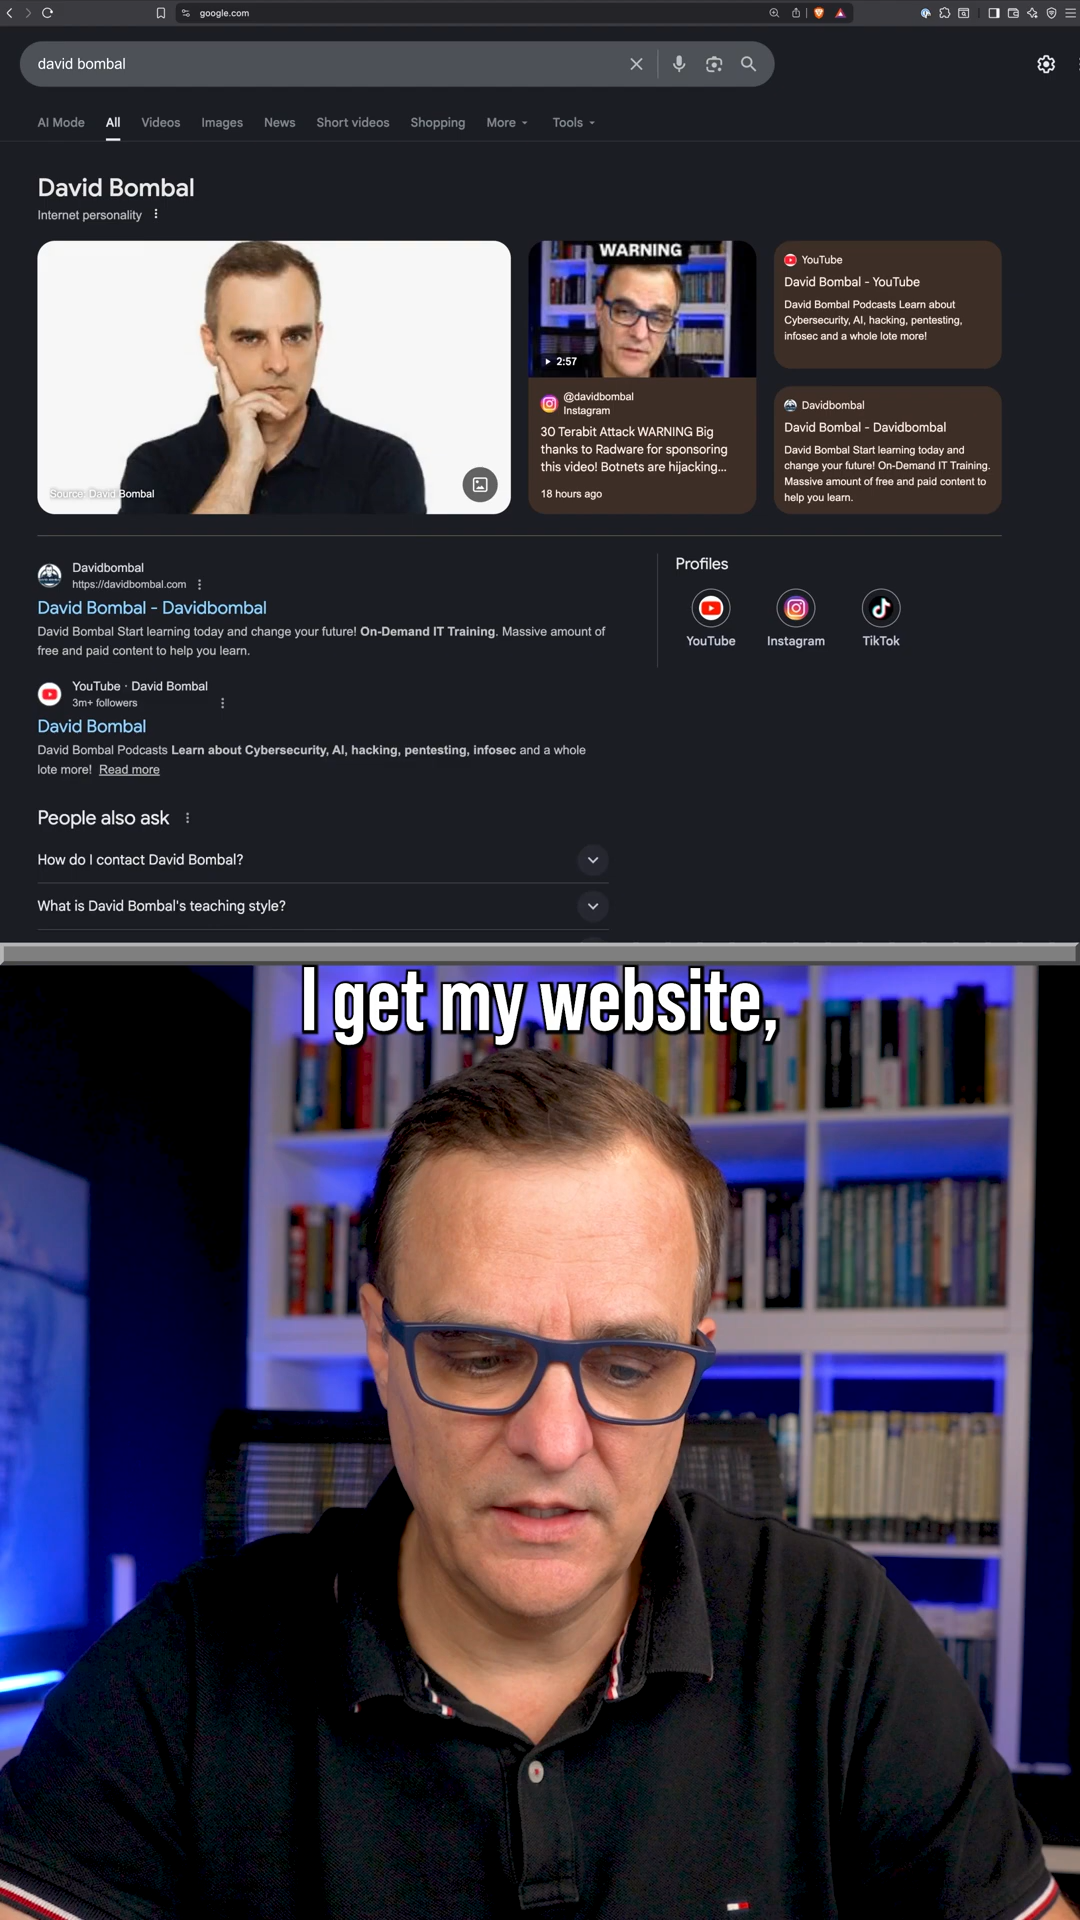 google.com
david bombal
AI Mode
All
Videos
Images
News
Short videos
Shopping
More
Tools
David Bombal
Internet personality
Source: David Bombal
WARNING
2:57
@davidbombal
Instagram
30 Terabit Attack WARNING Big
thanks to Radware for sponsoring
this video! Botnets are hijacking...
18 hours ago
YouTube
David Bombal - YouTube
David Bombal Podcasts Learn about
Cybersecurity, AI, hacking, pentesting,
infosec and a whole lote more!
Davidbombal
David Bombal - Davidbombal
David Bombal Start learning today and
change your future! On-Demand IT Training.
Massive amount of free and paid content to
help you learn.
Davidbombal
https://davidbombal.com
David Bombal - Davidbombal
David Bombal Start learning today and change your future! On-Demand IT Training. Massive amount of
free and paid content to help you learn.
Profiles
YouTube
Instagram
TikTok
YouTube · David Bombal
3m+ followers
David Bombal
David Bombal Podcasts Learn about Cybersecurity, AI, hacking, pentesting, infosec and a whole
lote more! Read more
People also ask
How do I contact David Bombal?
What is David Bombal's teaching style?
I get my website,